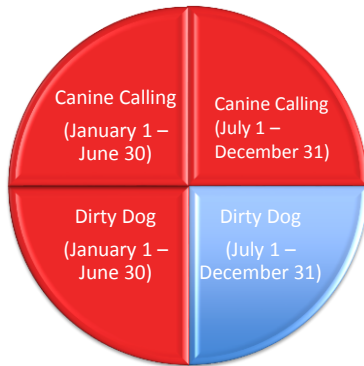 Canine Calling
(January 1 –
June 30)
Canine Calling
(July 1 –
December 31)
Dirty Dog
(January 1 –
June 30)
Dirty Dog
(July 1 –
December 31)